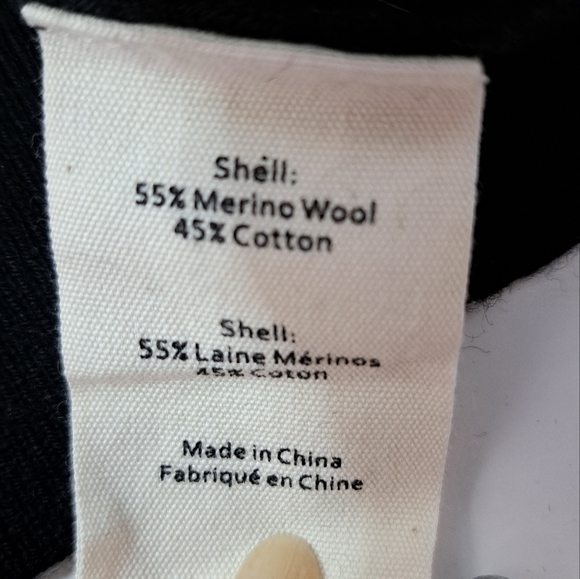 Shell:
55% Merino Wool
45% Cotton
Shell:
55% Laine Mérinos
45% Coton
Made in China
Fabriqué en Chine